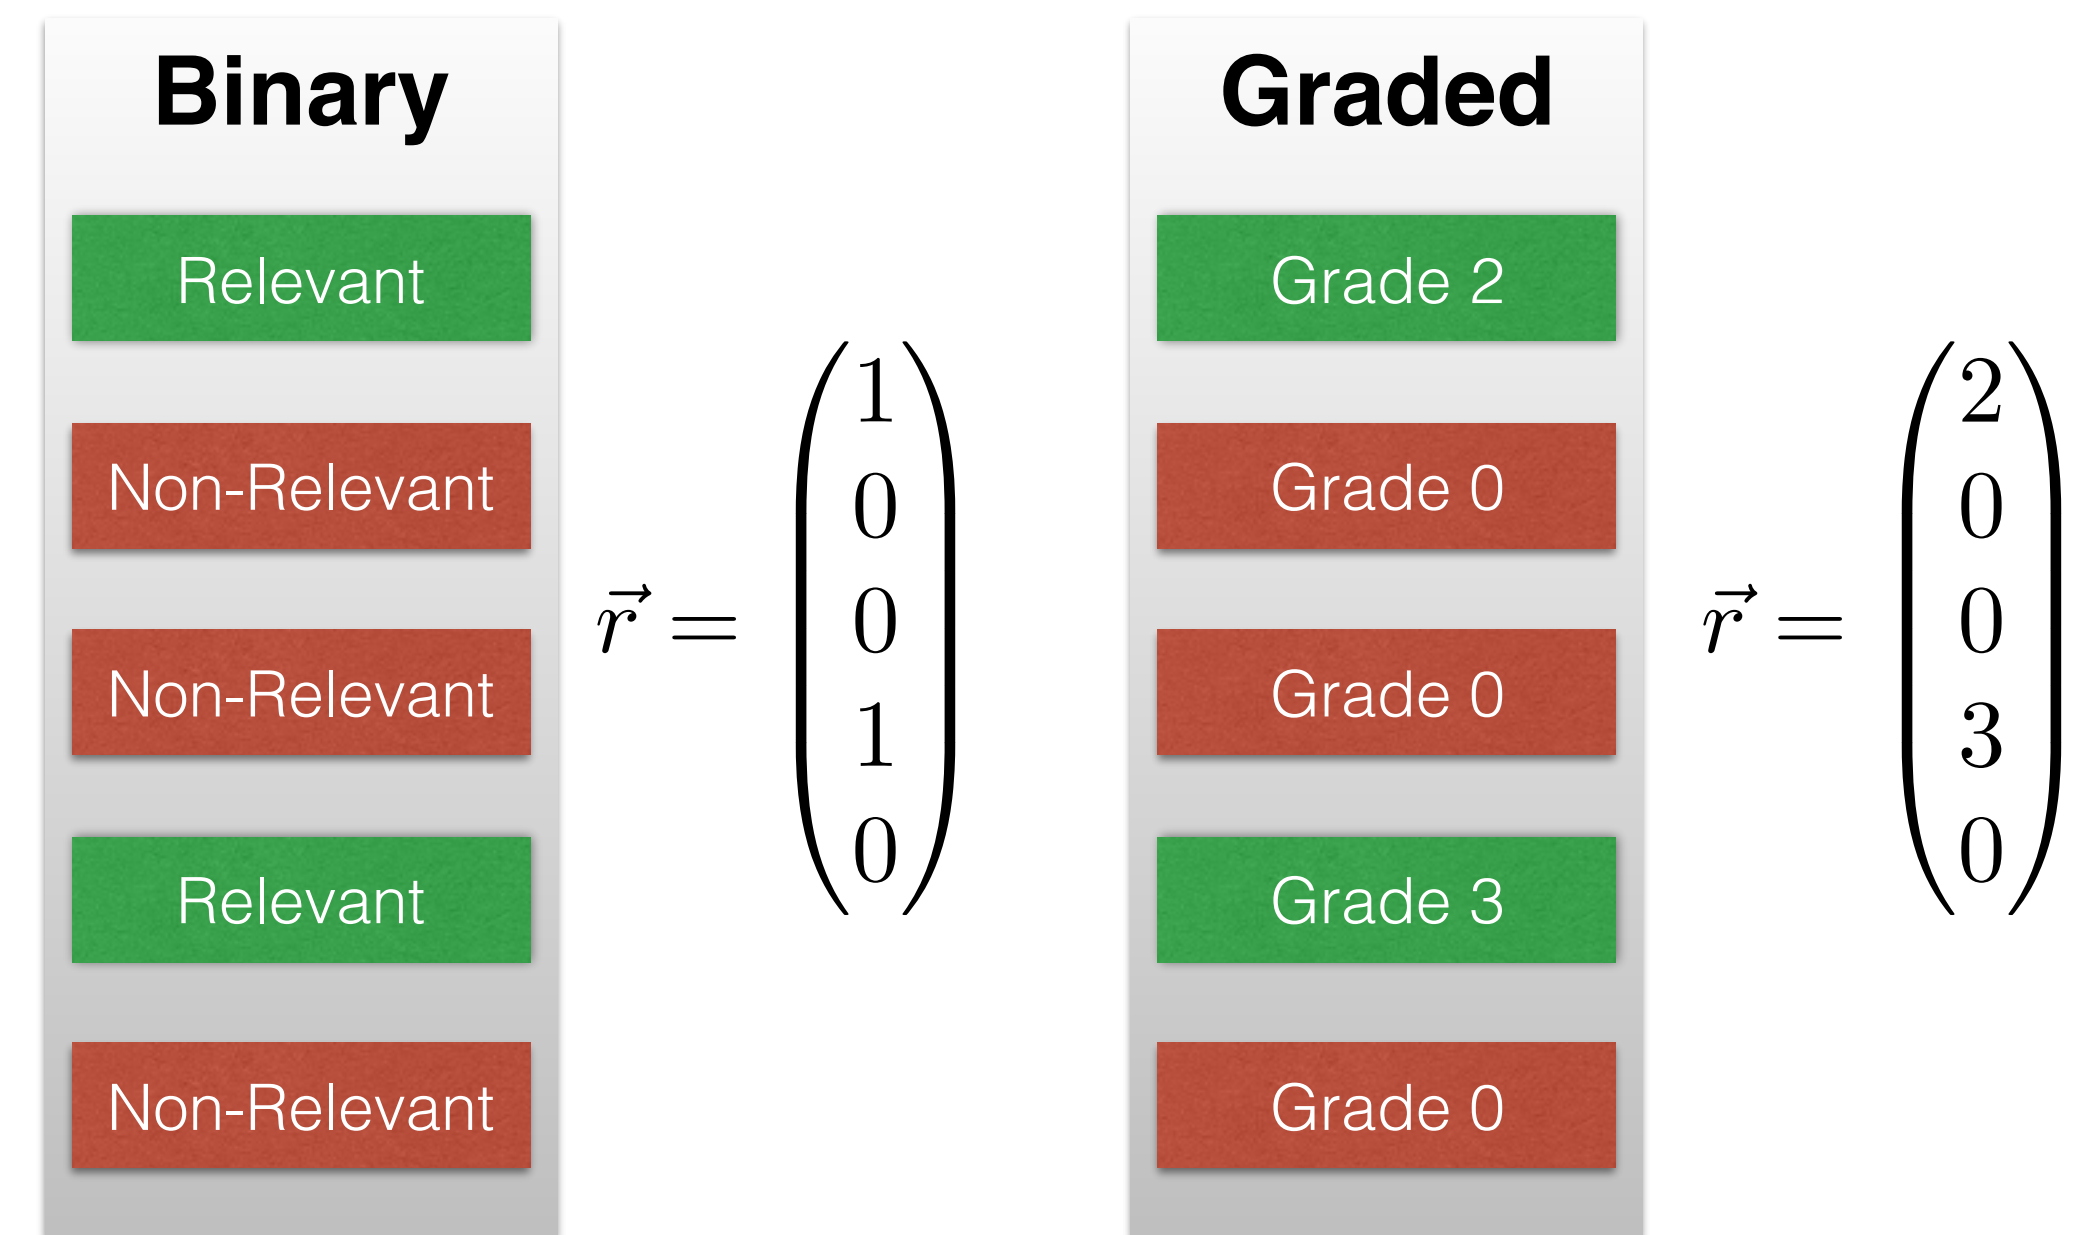 Binary
Relevant
Non-Relevant
Non-Relevant
Relevant
Non-Relevant
r⃗ =
1
0
0
1
0
Graded
Grade 2
Grade 0
Grade 0
Grade 3
Grade 0
r⃗ =
2
0
0
3
0